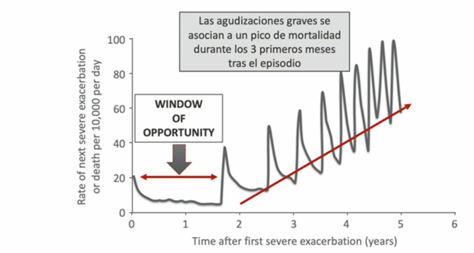 Las agudizaciones graves se
asocian a un pico de mortalidad
durante los 3 primeros meses
tras el episodio
WINDOW
OF
OPPORTUNITY
Rate of next severe exacerbation
or death per 10,000 per day
100
80
60
40
20
0
0 1 2 3 4 5 6
Time after first severe exacerbation (years)